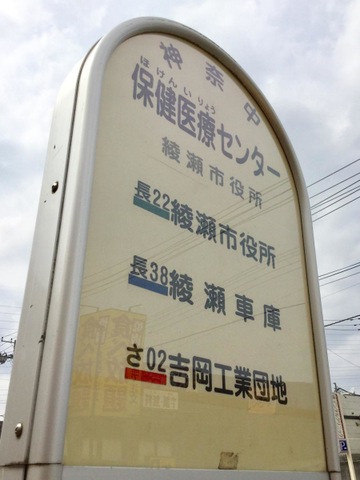 神奈中
ほけんいりょう
保健医療センター
綾瀬市役所
長22綾瀬市役所
長38綾瀬車庫
さ02吉岡工業団地